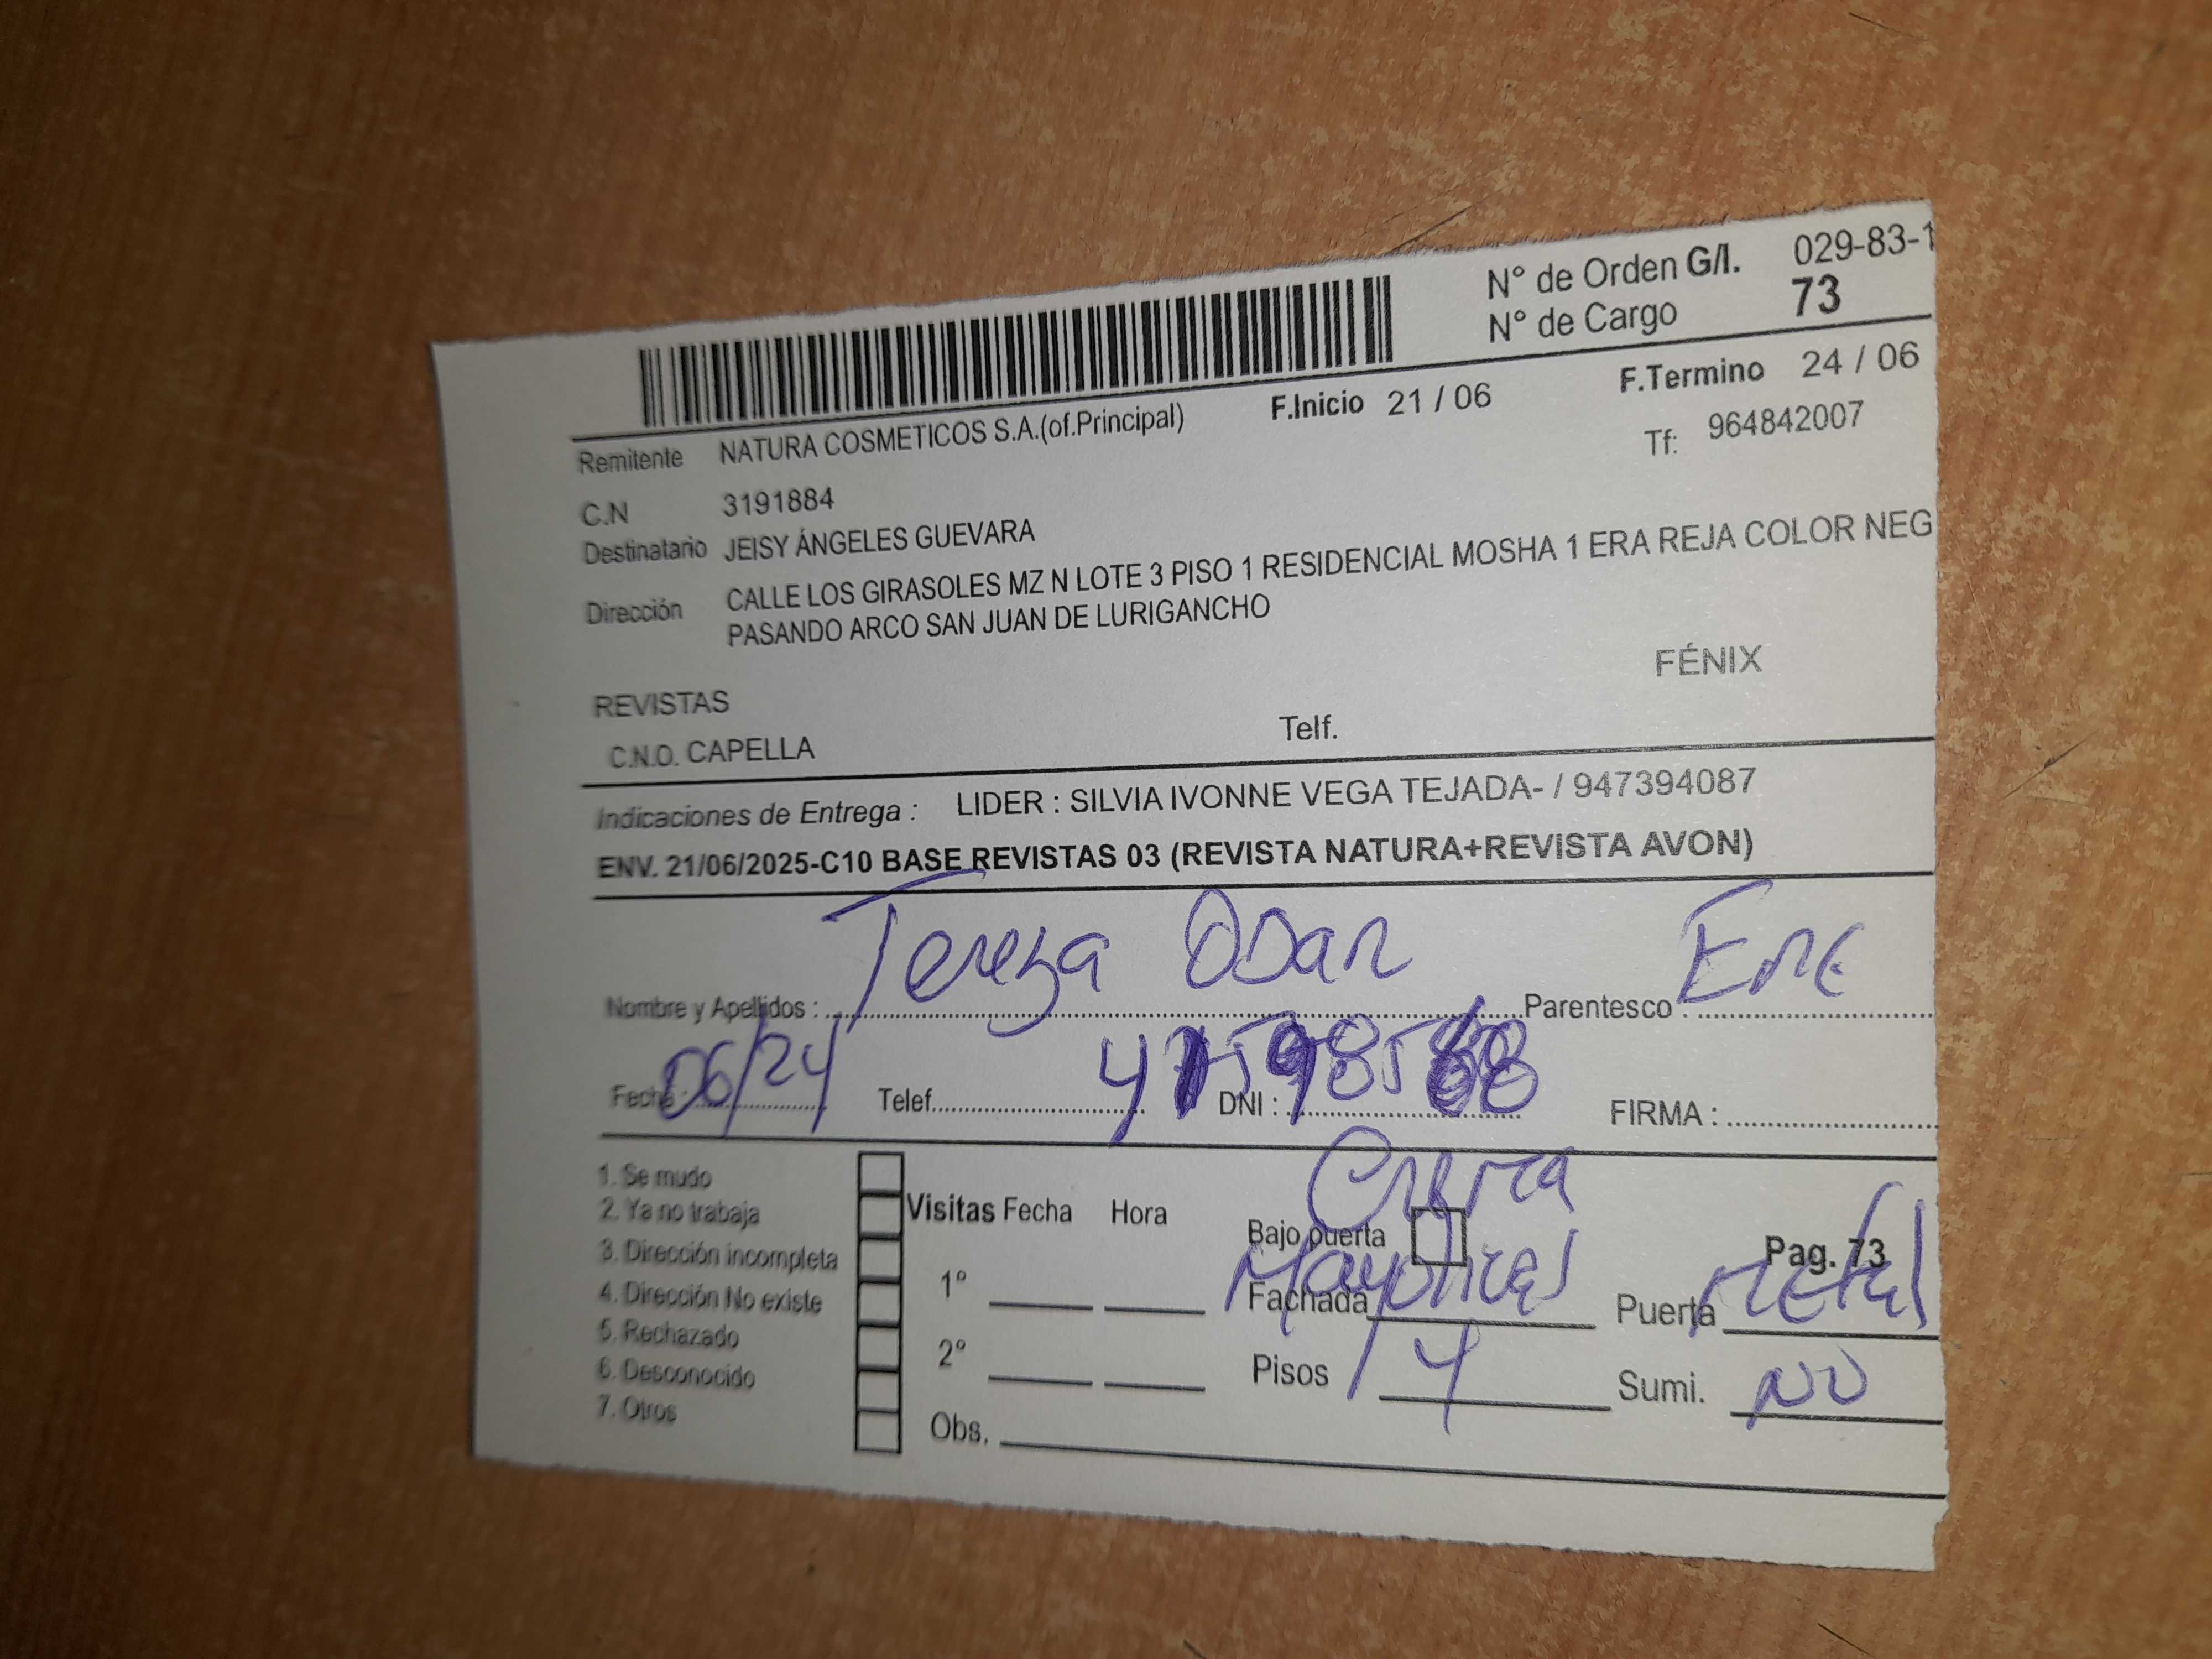 N° de Orden G/I. 029-83-1
N° de Cargo 73
F.Inicio 21 / 06 F.Termino 24 / 06
Remitente NATURA COSMETICOS S.A.(of.Principal) Tf: 964842007
C.N 3191884
Destinatario JEISY ÁNGELES GUEVARA
Dirección CALLE LOS GIRASOLES MZ N LOTE 3 PISO 1 RESIDENCIAL MOSHA 1 ERA REJA COLOR NEG
PASANDO ARCO SAN JUAN DE LURIGANCHO
FÉNIX
REVISTAS
C.N.O. CAPELLA Telf.
Indicaciones de Entrega : LIDER : SILVIA IVONNE VEGA TEJADA- / 947394087
ENV. 21/06/2025-C10 BASE REVISTAS 03 (REVISTA NATURA+REVISTA AVON)
Nombre y Apellidos : Tereza Parentesco :
Fecha : 06/24 Telef. DNI : FIRMA :
1. Se mudo
2. Ya no trabaja
3. Dirección incompleta
4. Dirección No existe
5. Rechazado
6. Desconocido
7. Otros
Visitas Fecha Hora
1°
2°
Obs.
Crema
Bajo puerta Pag. 73
Fachada Mayolicas Puerta Metal
Pisos 4 Sumi. NO